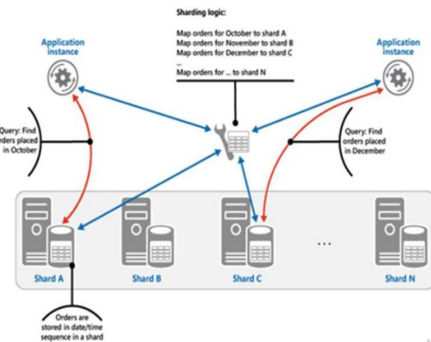 Sharding logic:
Map orders for October to shard A
Map orders for November to shard B
Map orders for December to shard C
...
Map orders for ... to shard N
Application
instance
Application
instance
Query: Find
orders placed
in October
Query: Find
orders placed
in December
...
Shard A
Shard B
Shard C
Shard N
Orders are
stored in date/time
sequence in a shard